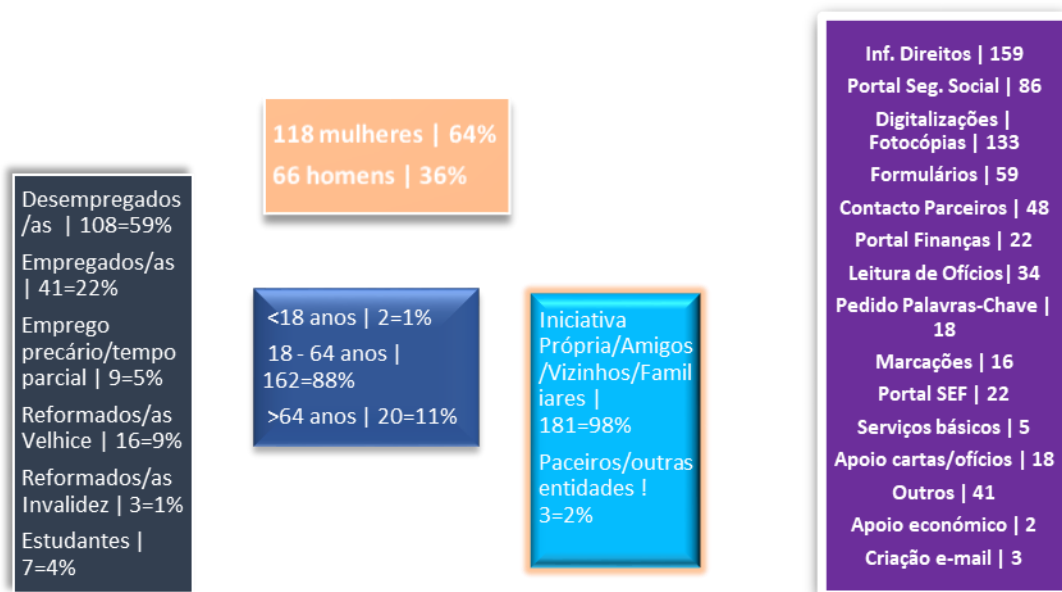 Desempregados
/as | 108=59%
Empregados/as
| 41=22%
Emprego
precário/tempo
parcial | 9=5%
Reformados/as
Velhice | 16=9%
Reformados/as
Invalidez | 3=1%
Estudantes |
7=4%
118 mulheres | 64%
66 homens | 36%
<18 anos | 2=1%
18 - 64 anos |
162=88%
>64 anos | 20=11%
Iniciativa
Própria/Amigos
/Vizinhos/Famil
iares |
181=98%
Paceiros/outras
entidades !
3=2%
Inf. Direitos | 159
Portal Seg. Social | 86
Digitalizações |
Fotocópias | 133
Formulários | 59
Contacto Parceiros | 48
Portal Finanças | 22
Leitura de Ofícios| 34
Pedido Palavras-Chave |
18
Marcações | 16
Portal SEF | 22
Serviços básicos | 5
Apoio cartas/ofícios | 18
Outros | 41
Apoio económico | 2
Criação e-mail | 3